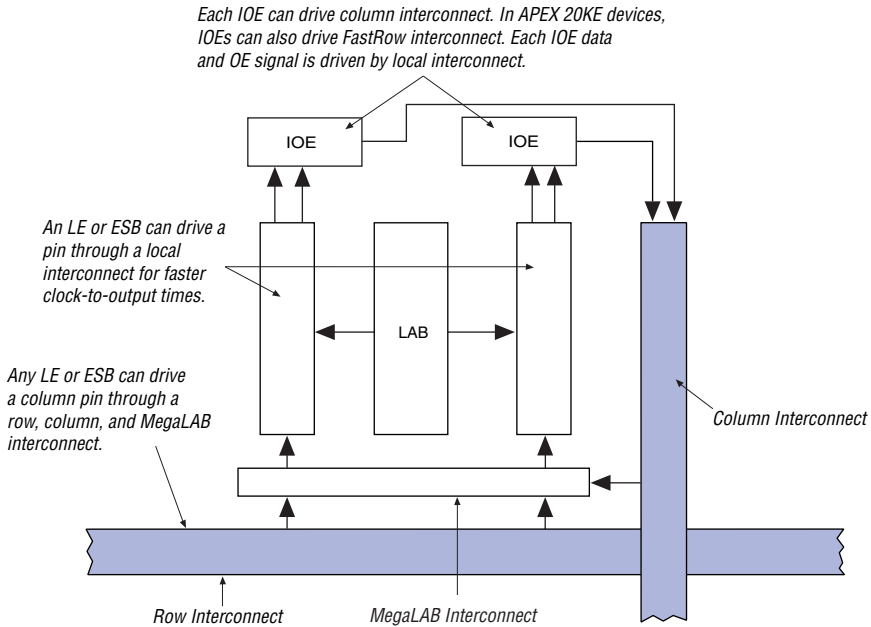 Each IOE can drive column interconnect. In APEX 20KE devices,
IOEs can also drive FastRow interconnect. Each IOE data
and OE signal is driven by local interconnect.
IOE
IOE
An LE or ESB can drive a
pin through a local
interconnect for faster
clock-to-output times.
LAB
Any LE or ESB can drive
a column pin through a
row, column, and MegaLAB
interconnect.
Column Interconnect
Row Interconnect
MegaLAB Interconnect